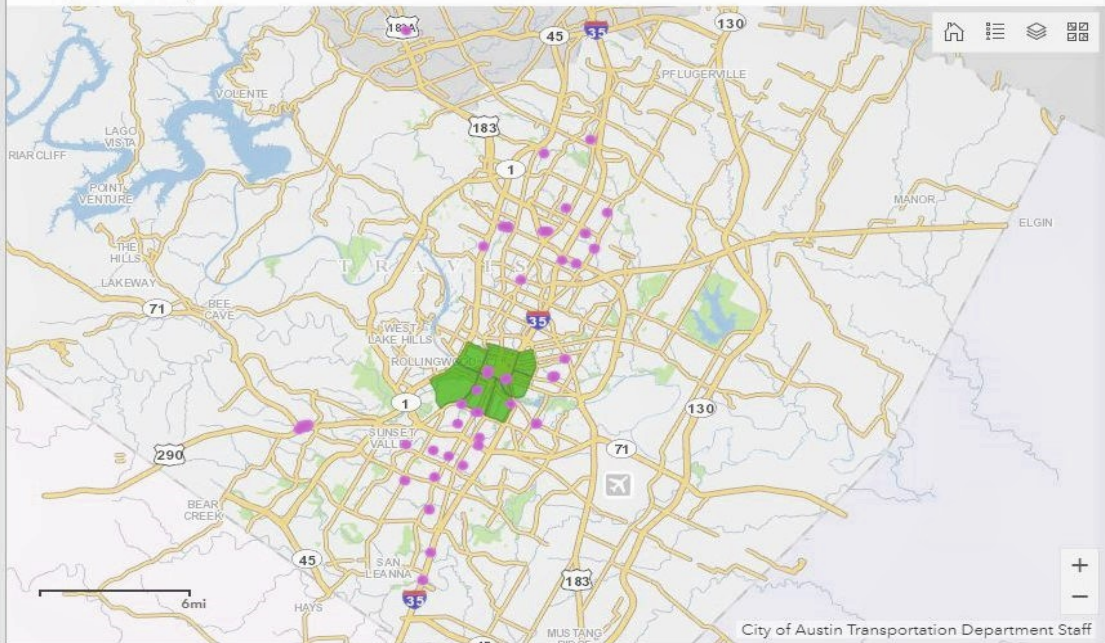 183A
45
35
130
PFLUGERVILLE
VOLENTE
183
LAGO
VISTA
RIARCLIFF
1
POINT
VENTURE
MANOR
ELGIN
THE
HILLS
TRAVIS
LAKEWAY
71
BEE
CAVE
35
WEST
LAKE HILLS
ROLLINGWOOD
1
130
SUNSET
VALLEY
290
71
BEAR
CREEK
45
SAN
LEANNA
183
6mi
HAYS
35
MUSTANG
City of Austin Transportation Department Staff
+
−